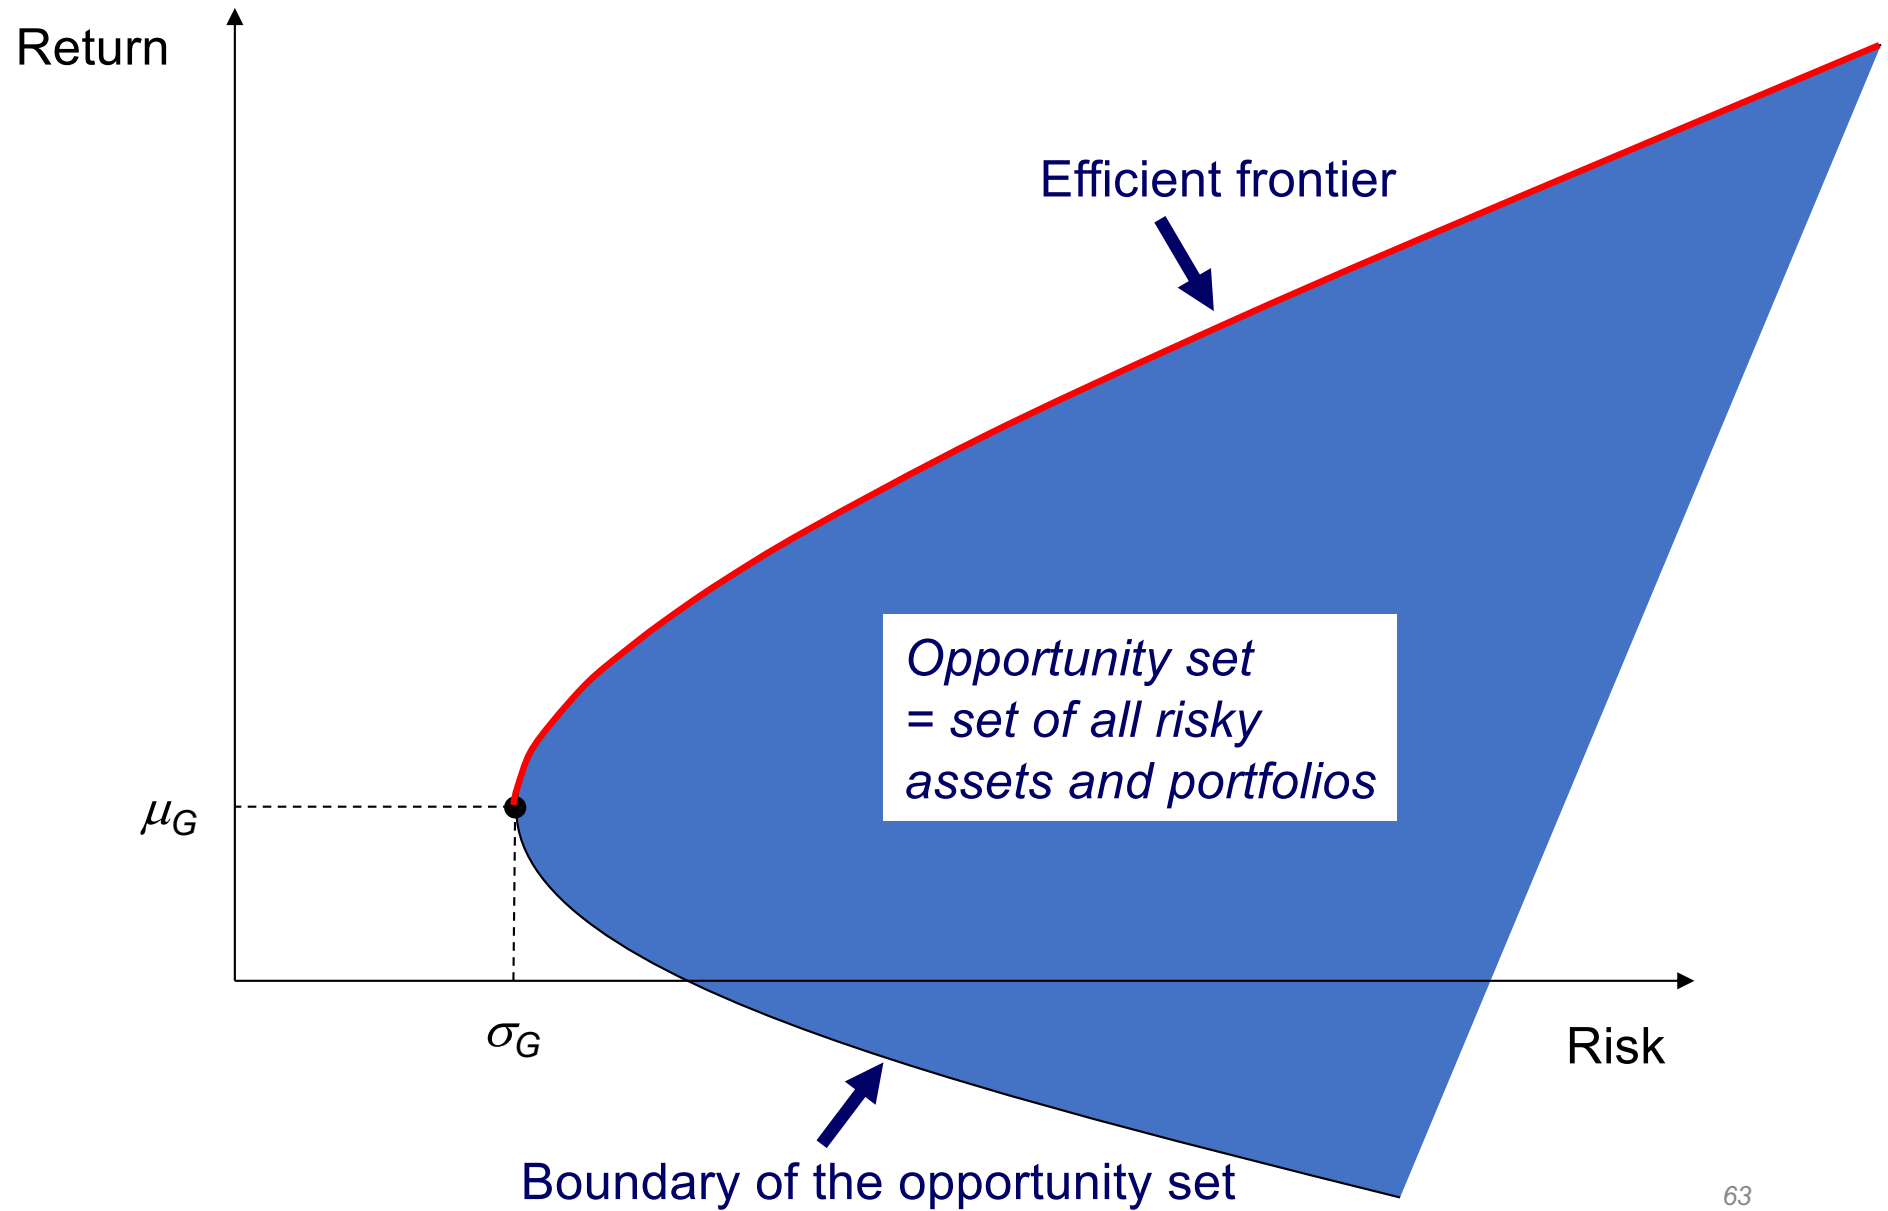 Return
Efficient frontier
Opportunity set
= set of all risky
assets and portfolios
μG
σG
Risk
Boundary of the opportunity set
63